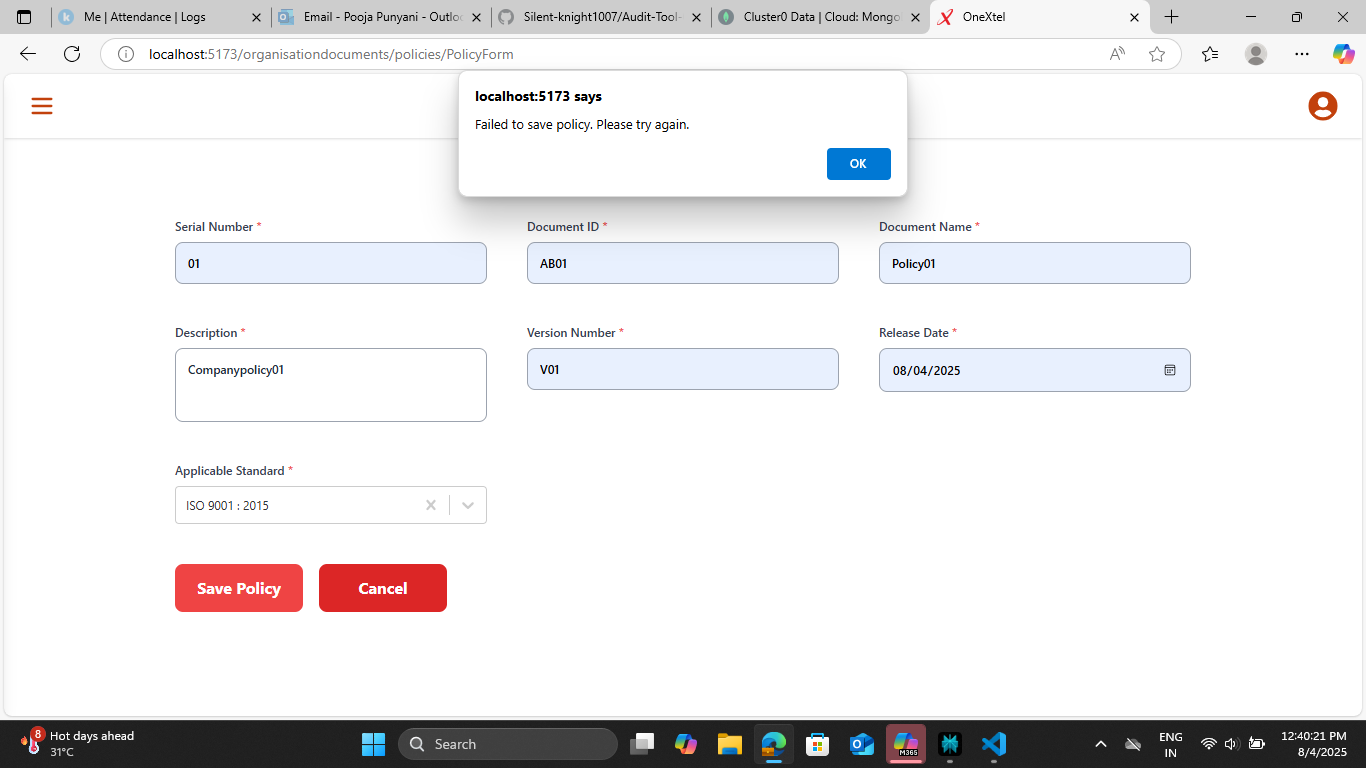 Me | Attendance | Logs
Email - Pooja Punyani - Outlo
Silent-knight1007/Audit-Tool-
Cluster0 Data | Cloud: Mongo
OneXtel
localhost:5173/organisationdocuments/policies/PolicyForm
localhost:5173 says
Failed to save policy. Please try again.
OK
Serial Number *
Document ID *
Document Name *
01
AB01
Policy01
Description *
Version Number *
Release Date *
Companypolicy01
V01
08/04/2025
Applicable Standard *
ISO 9001 : 2015
Save Policy
Cancel
8
Hot days ahead
31°C
Search
M365
ENG
IN
12:40:21 PM
8/4/2025